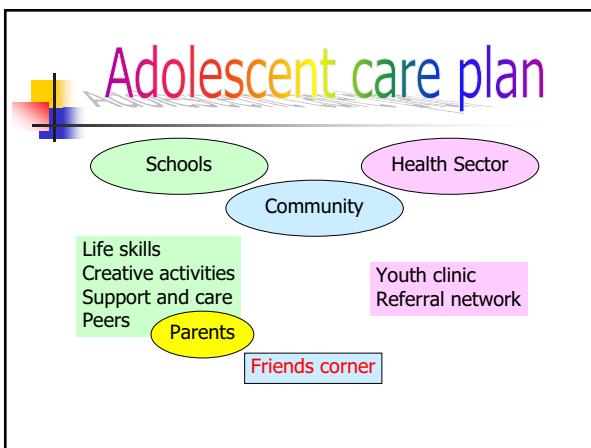 Adolescent care plan
Schools
Health Sector
Community
Life skills
Creative activities
Support and care
Peers
Youth clinic
Referral network
Parents
Friends corner